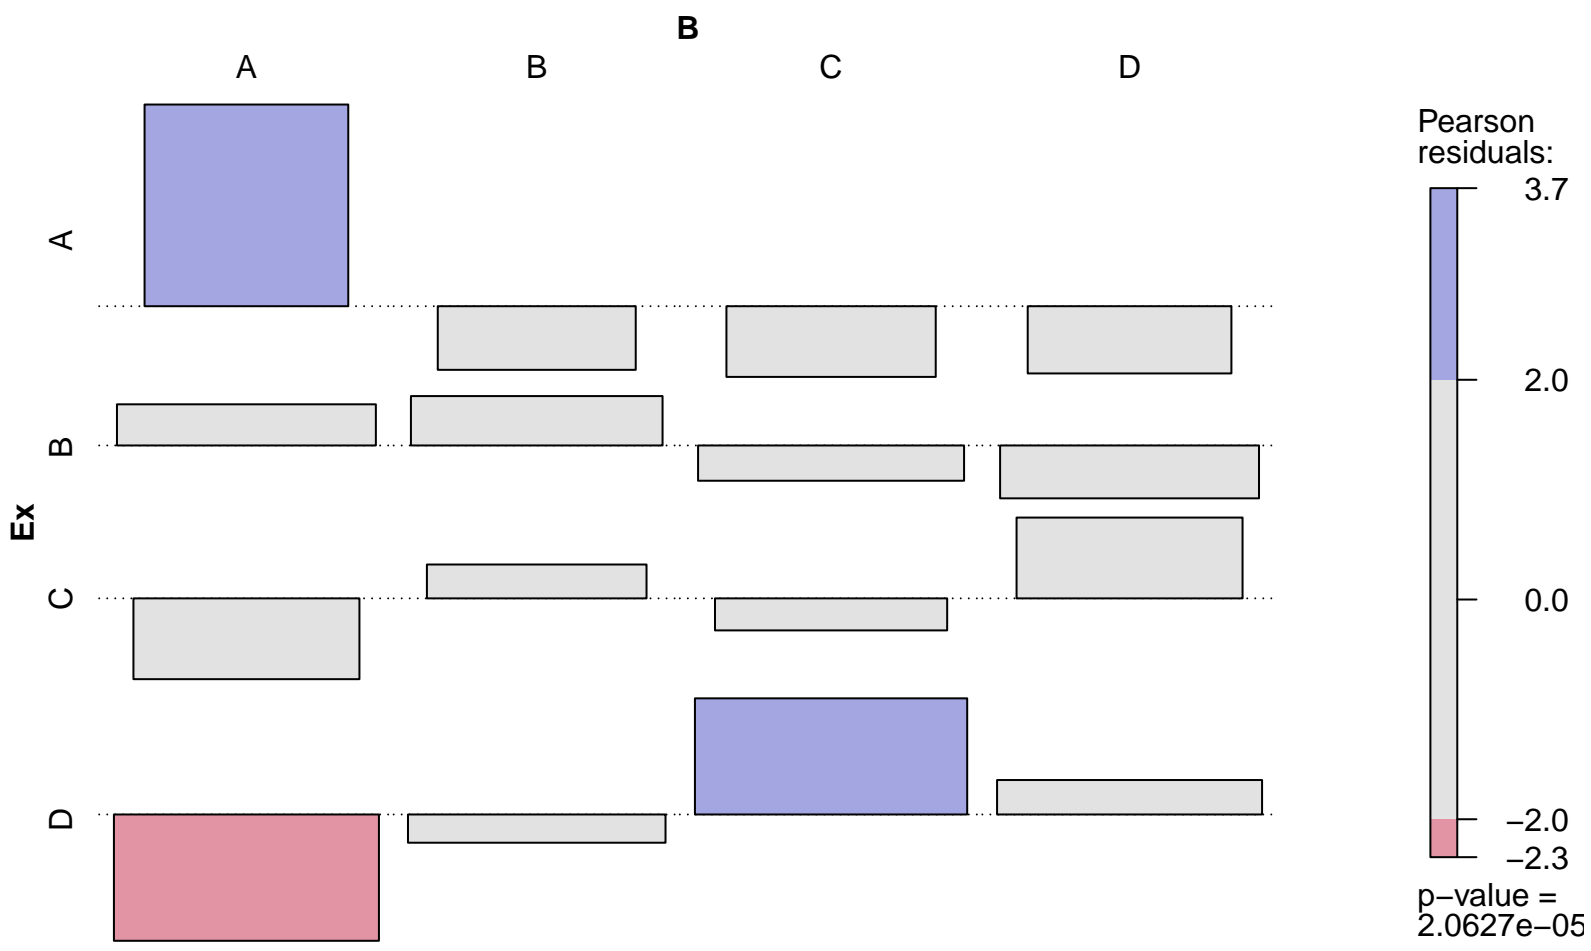 B
A B C D
A
B
C
D
Ex
Pearson
residuals:
3.7
2.0
0.0
−2.0
−2.3
p−value =
2.0627e−05